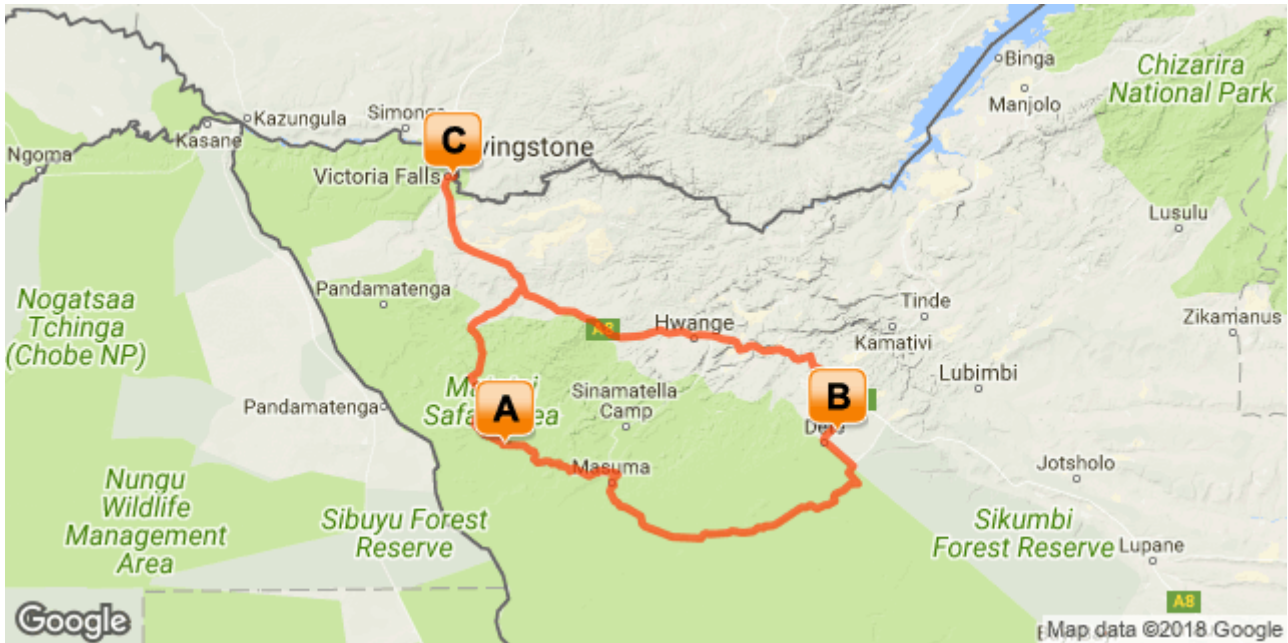 Binga
Manjolo
Chizarira
National Park
Simonga
Kazungula
Kasane
Ngoma
C
vingstone
Victoria Falls
Lusulu
Pandamatenga
Nogatsaa
Tchinga
(Chobe NP)
Tinde
Kamativi
Zikamanus
A8
Hwange
Lubimbi
Sinamatella
Camp
A
B
Pandamatenga
Dete
Masuma
Jotsholo
Nungu
Wildlife
Management
Area
Sibuyu Forest
Reserve
Sikumbi
Forest Reserve
Lupane
A8
Google
Map data ©2018 Google